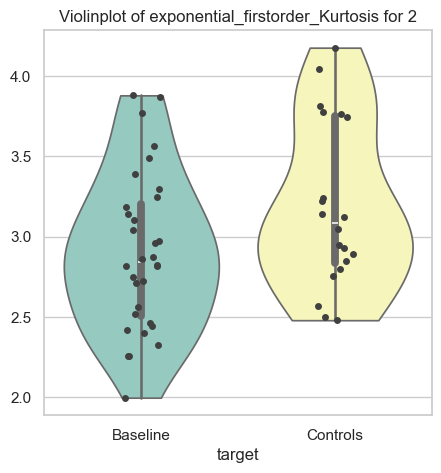 Violinplot of exponential_firstorder_Kurtosis for 2
4.0
3.5
3.0
2.5
2.0
Baseline Controls
target